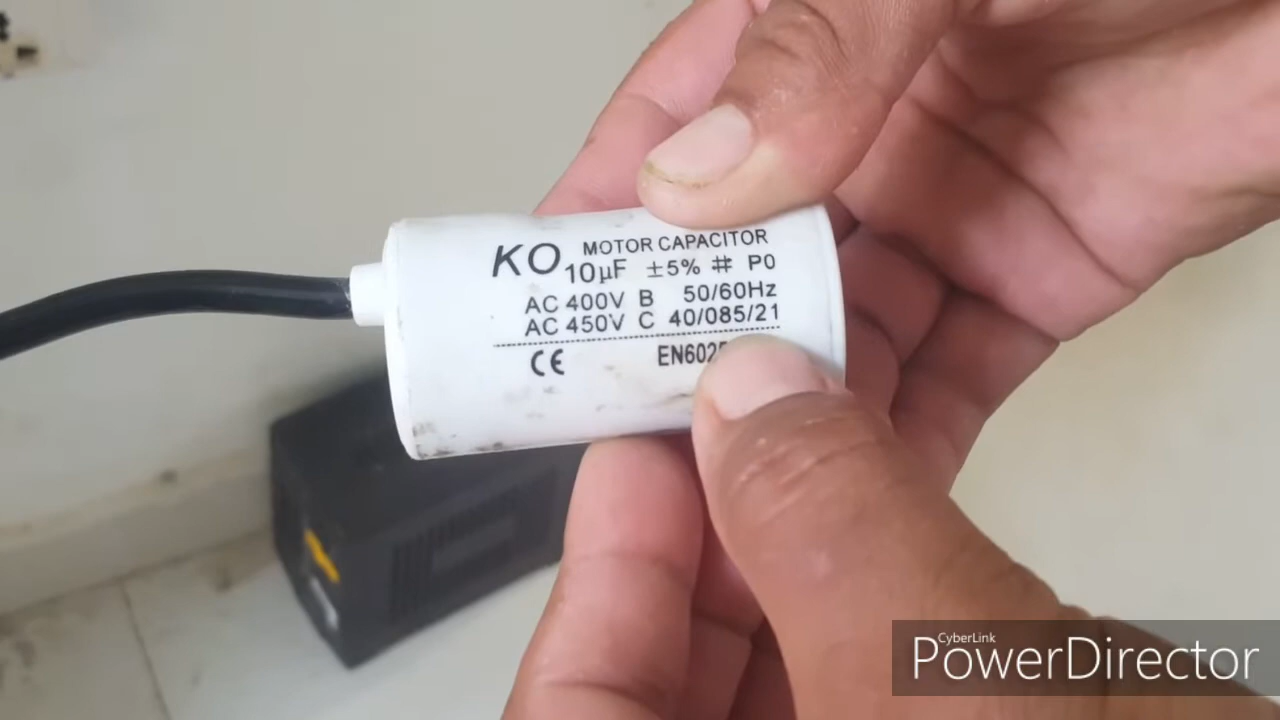 KO MOTOR CAPACITOR
10μF ±5% # P0
AC 400V B 50/60Hz
AC 450V C 40/085/21
CE
CyberLink
PowerDirector